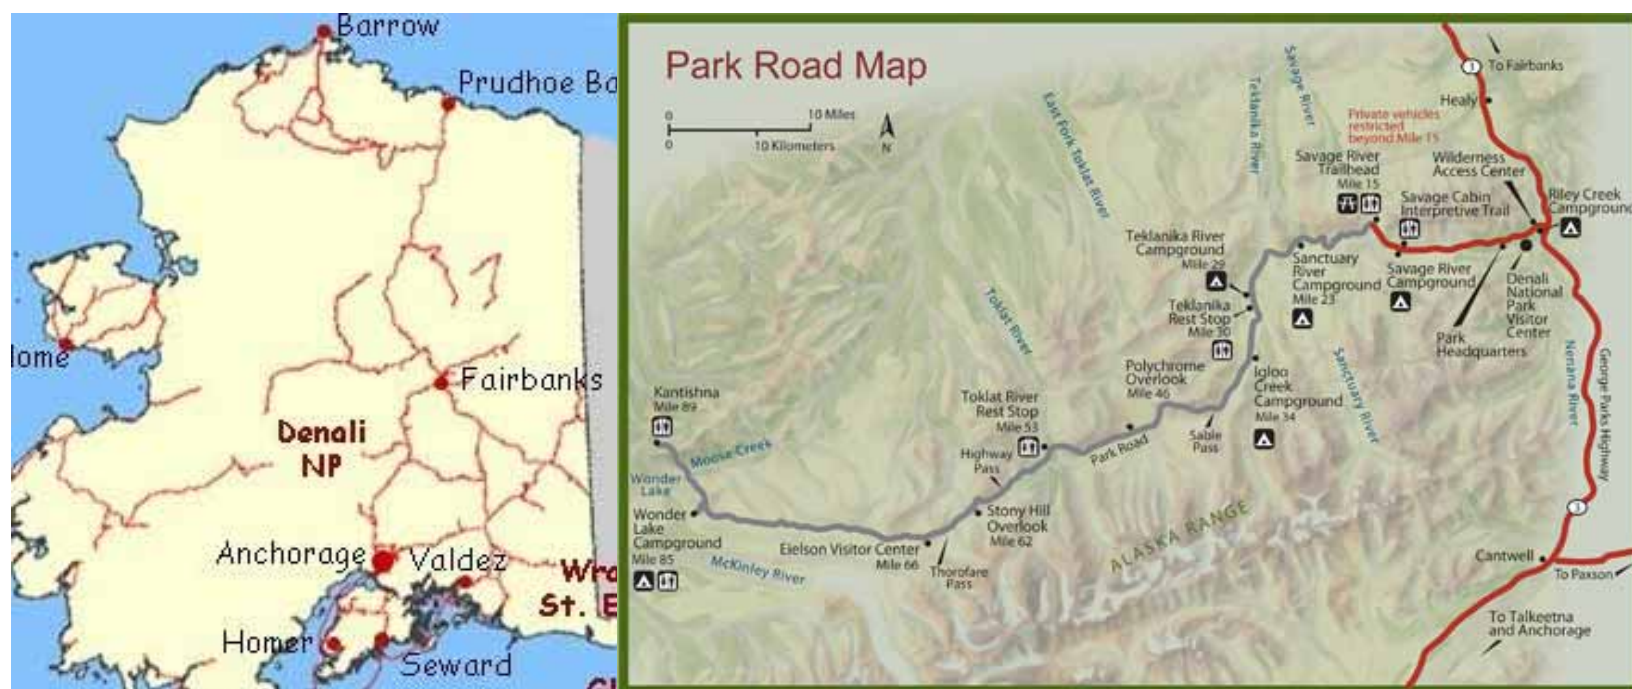 Barrow
Prudhoe Ba
ome
Fairbanks
Denali
NP
Anchorage
Valdez
Wra
St. E
Homer
Seward
Park Road Map
0
10 Miles
0
10 Kilometers
N
East Fork Toklat River
Teklanika River
Savage River
3
To Fairbanks
Healy
Private vehicles
restricted
beyond Mile 15
Savage River
Trailhead
Mile 15
Wilderness
Access Center
Savage Cabin
Interpretive Trail
Riley Creek
Campground
Teklanika River
Campground
Mile 29
Sanctuary
River
Campground
Mile 23
Savage River
Campground
Denali
National
Park
Visitor
Center
Park
Headquarters
Teklanika
Rest Stop
Mile 30
Toklat River
Polychrome
Overlook
Mile 46
Igloo
Creek
Campground
Mile 34
Sanctuary River
Nenana River
George Parks Highway
Kantishna
Mile 89
Toklat River
Rest Stop
Mile 53
Highway
Pass
Park Road
Sable
Pass
Moose Creek
Wonder
Lake
Wonder
Lake
Campground
Mile 85
Stony Hill
Overlook
Mile 62
Eielson Visitor Center
Mile 66
Thorofare
Pass
McKinley River
ALASKA RANGE
3
Cantwell
To Paxson
To Talkeetna
and Anchorage